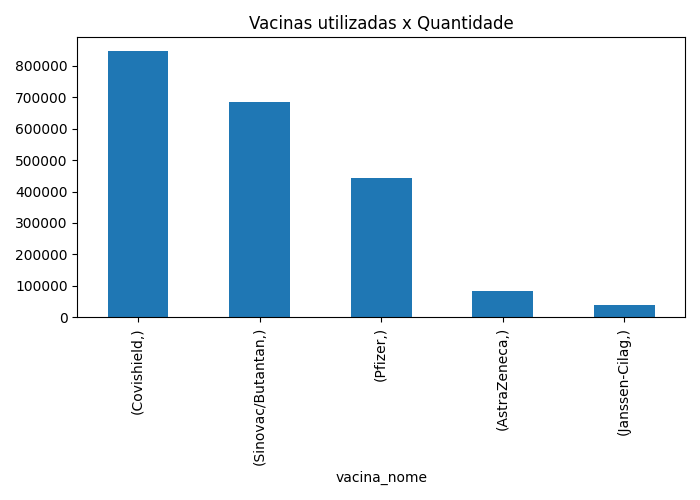 Vacinas utilizadas x Quantidade
800000
700000
600000
500000
400000
300000
200000
100000
0
(Covishield,)
(Sinovac/Butantan,)
(Pfizer,)
(AstraZeneca,)
(Janssen-Cilag,)
vacina_nome